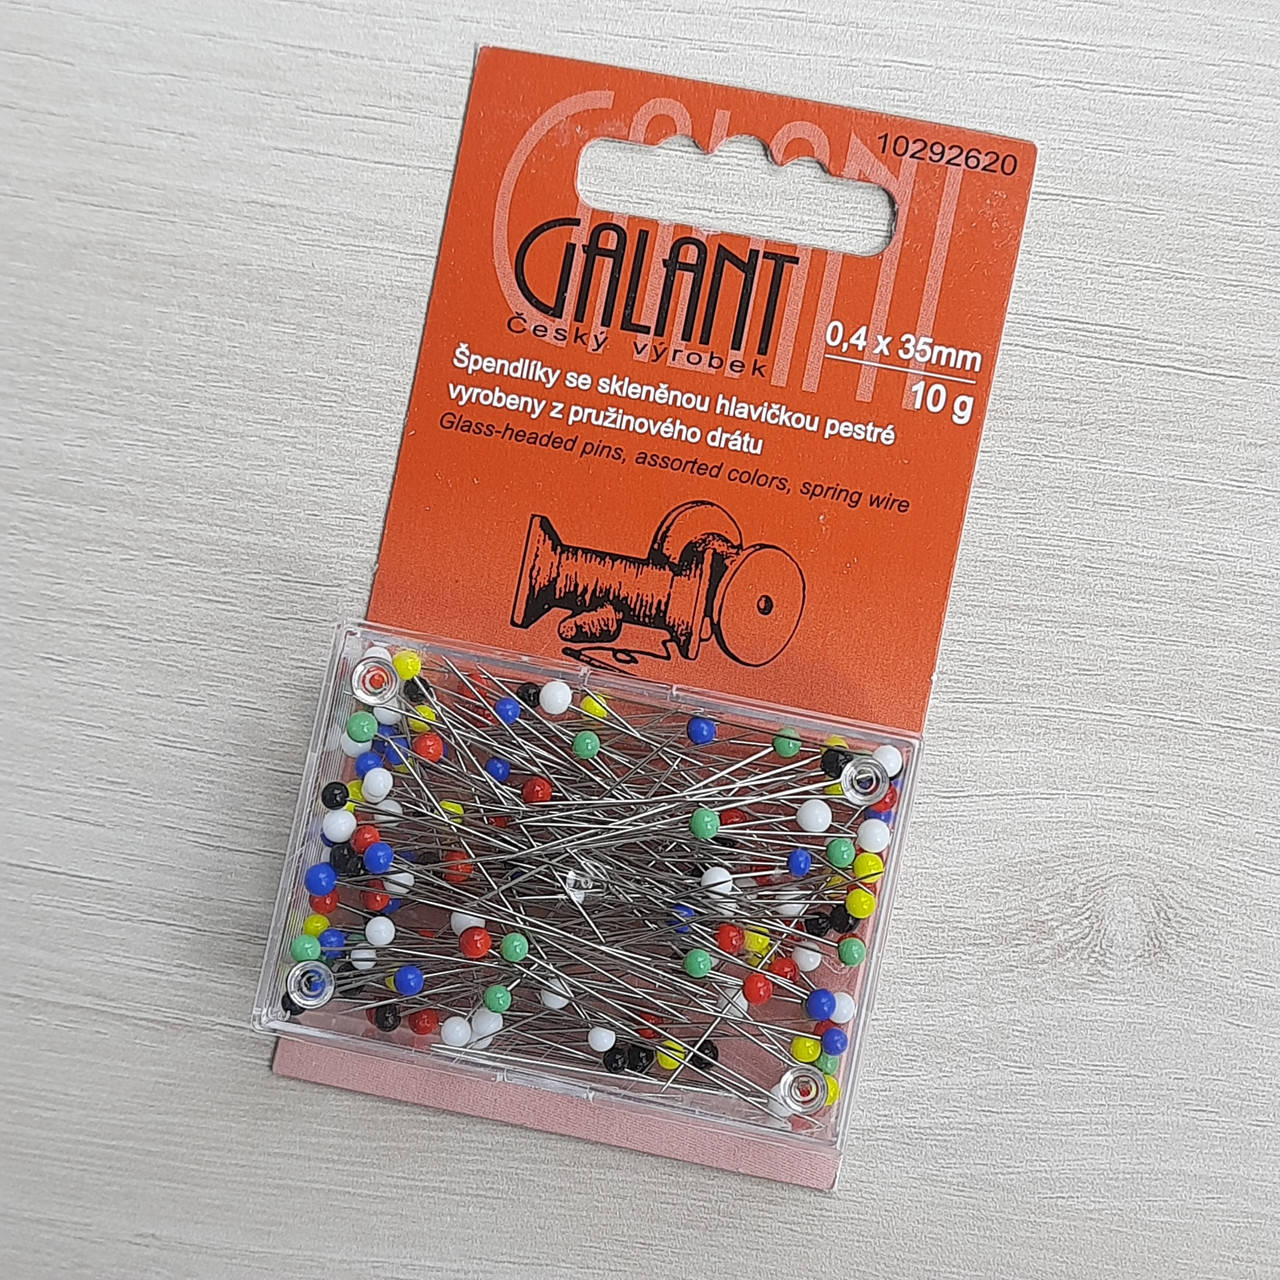 10292620
GALANT
GALANT
Český výrobek
0,4 x 35mm
10 g
Špendlíky se skleněnou hlavičkou pestré
vyrobeny z pružinového drátu
Glass-headed pins, assorted colors, spring wire